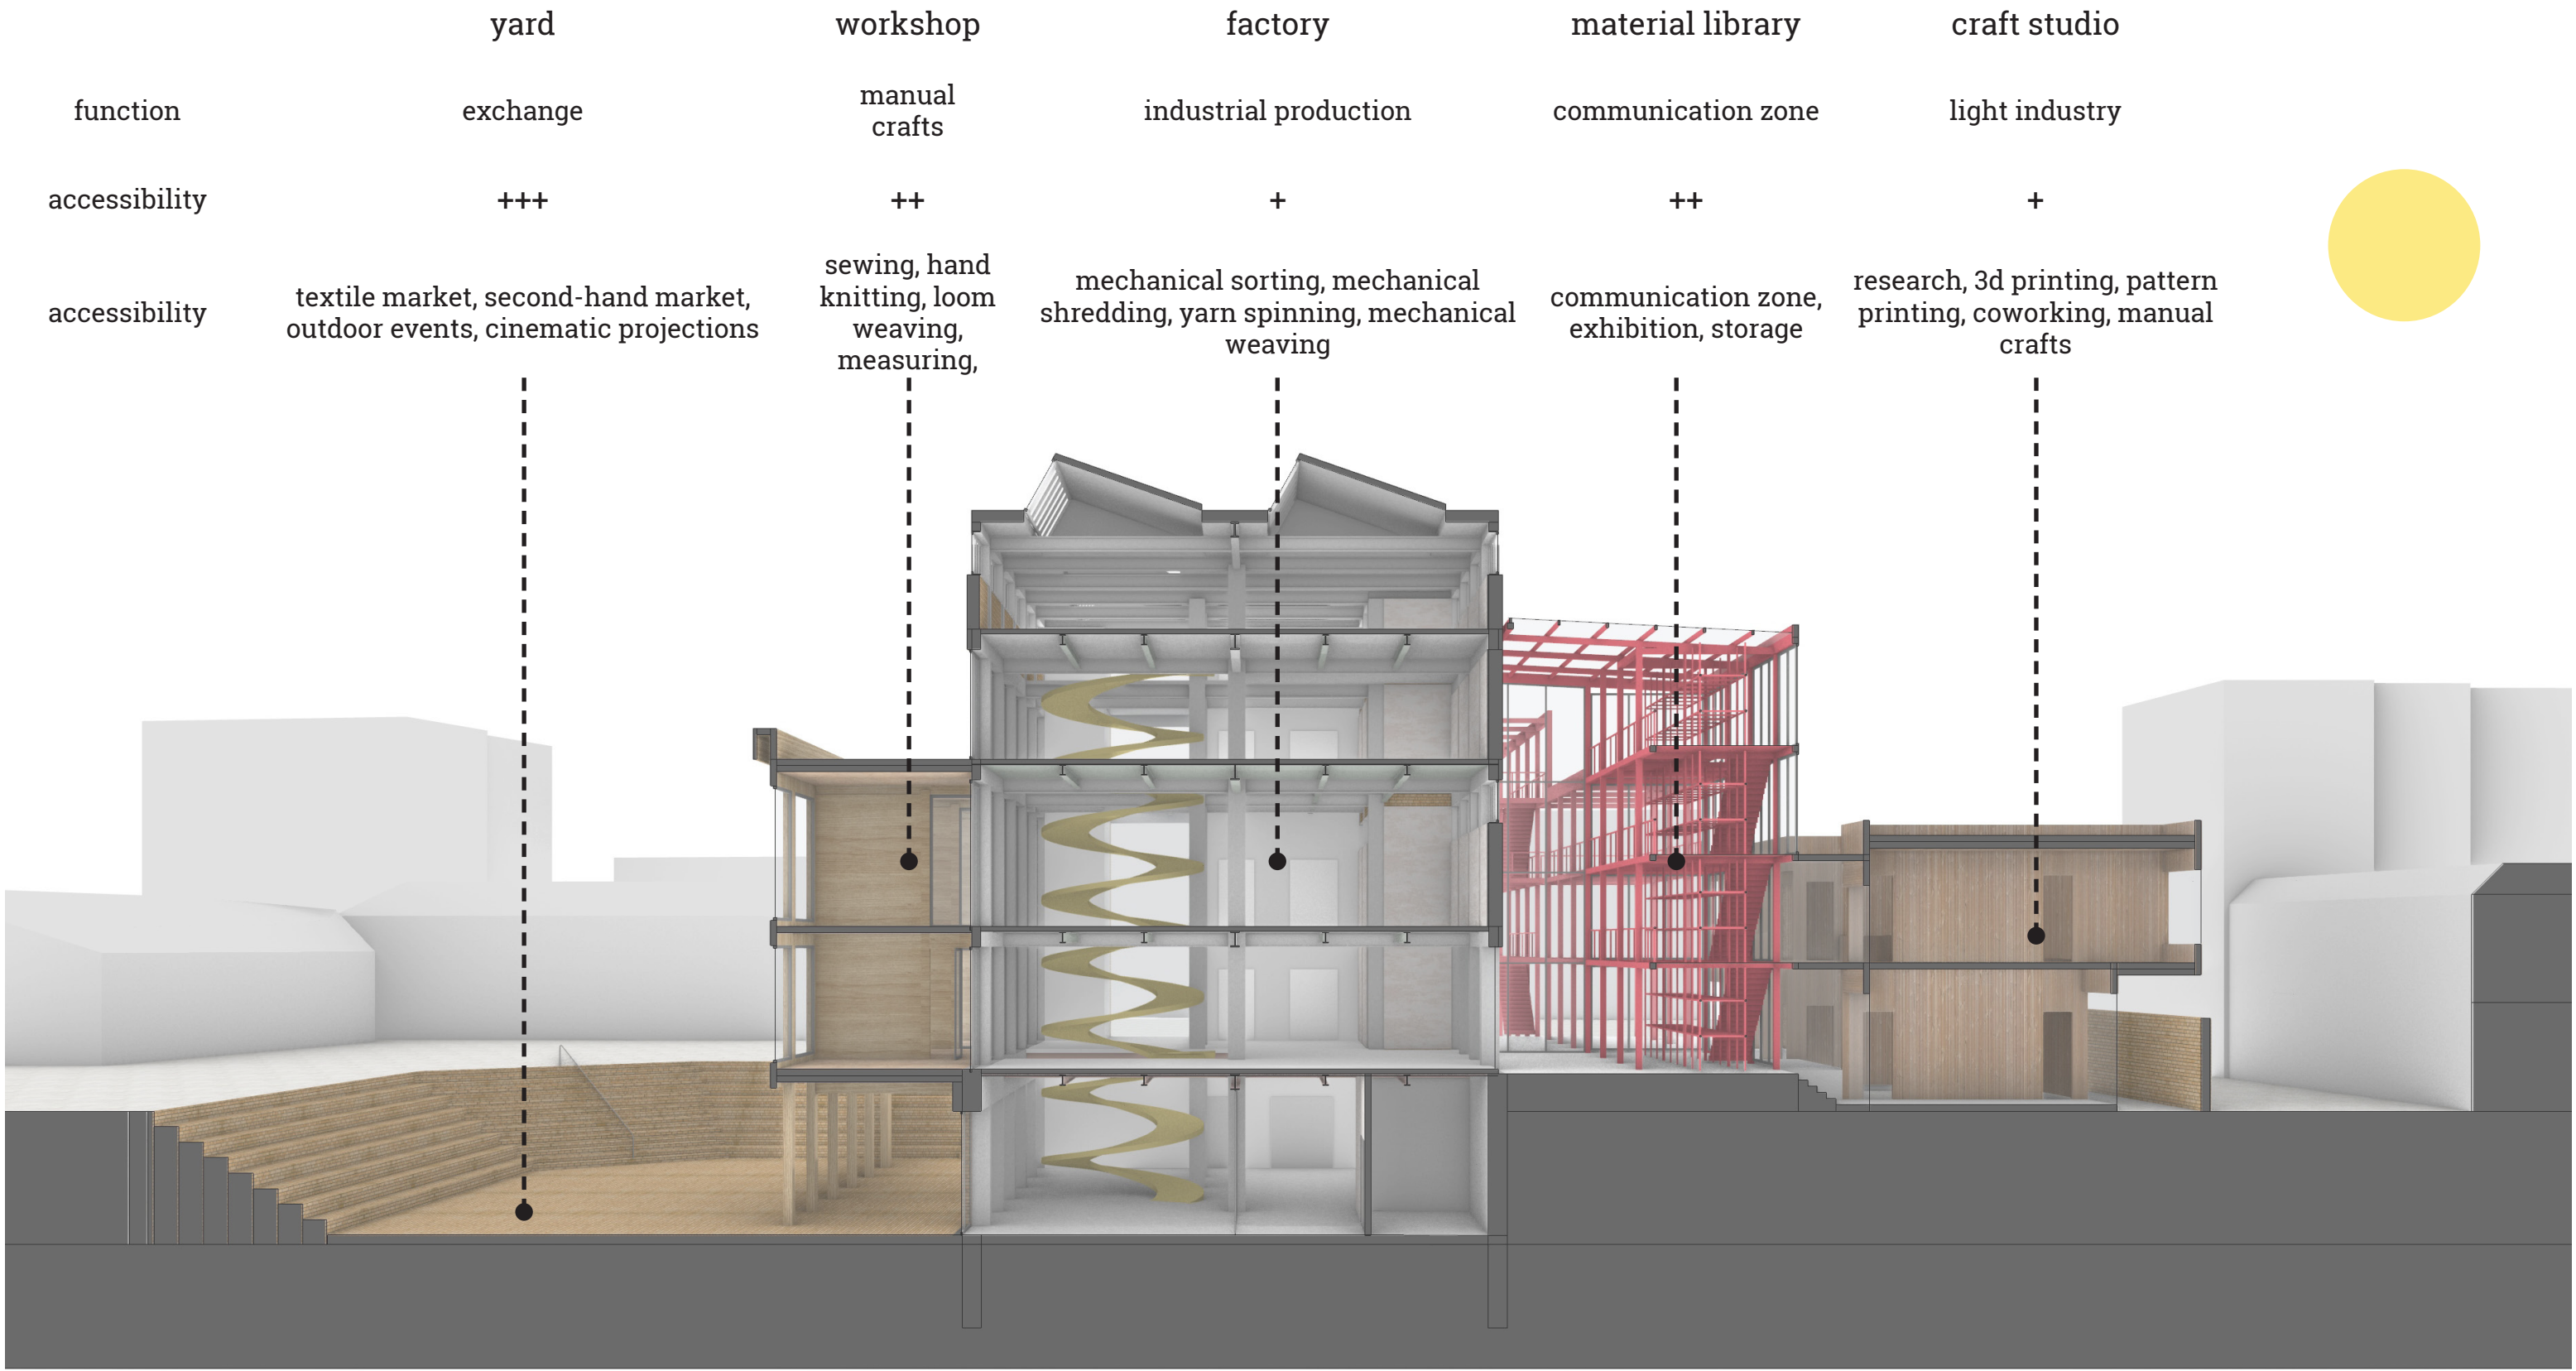 yard
workshop
factory
material library
craft studio
function
exchange
manual
crafts
industrial production
communication zone
light industry
accessibility
+++
++
+
++
+
accessibility
textile market, second-hand market,
outdoor events, cinematic projections
sewing, hand
knitting, loom
weaving,
measuring,
mechanical sorting, mechanical
shredding, yarn spinning, mechanical
weaving
communication zone,
exhibition, storage
research, 3d printing, pattern
printing, coworking, manual
crafts